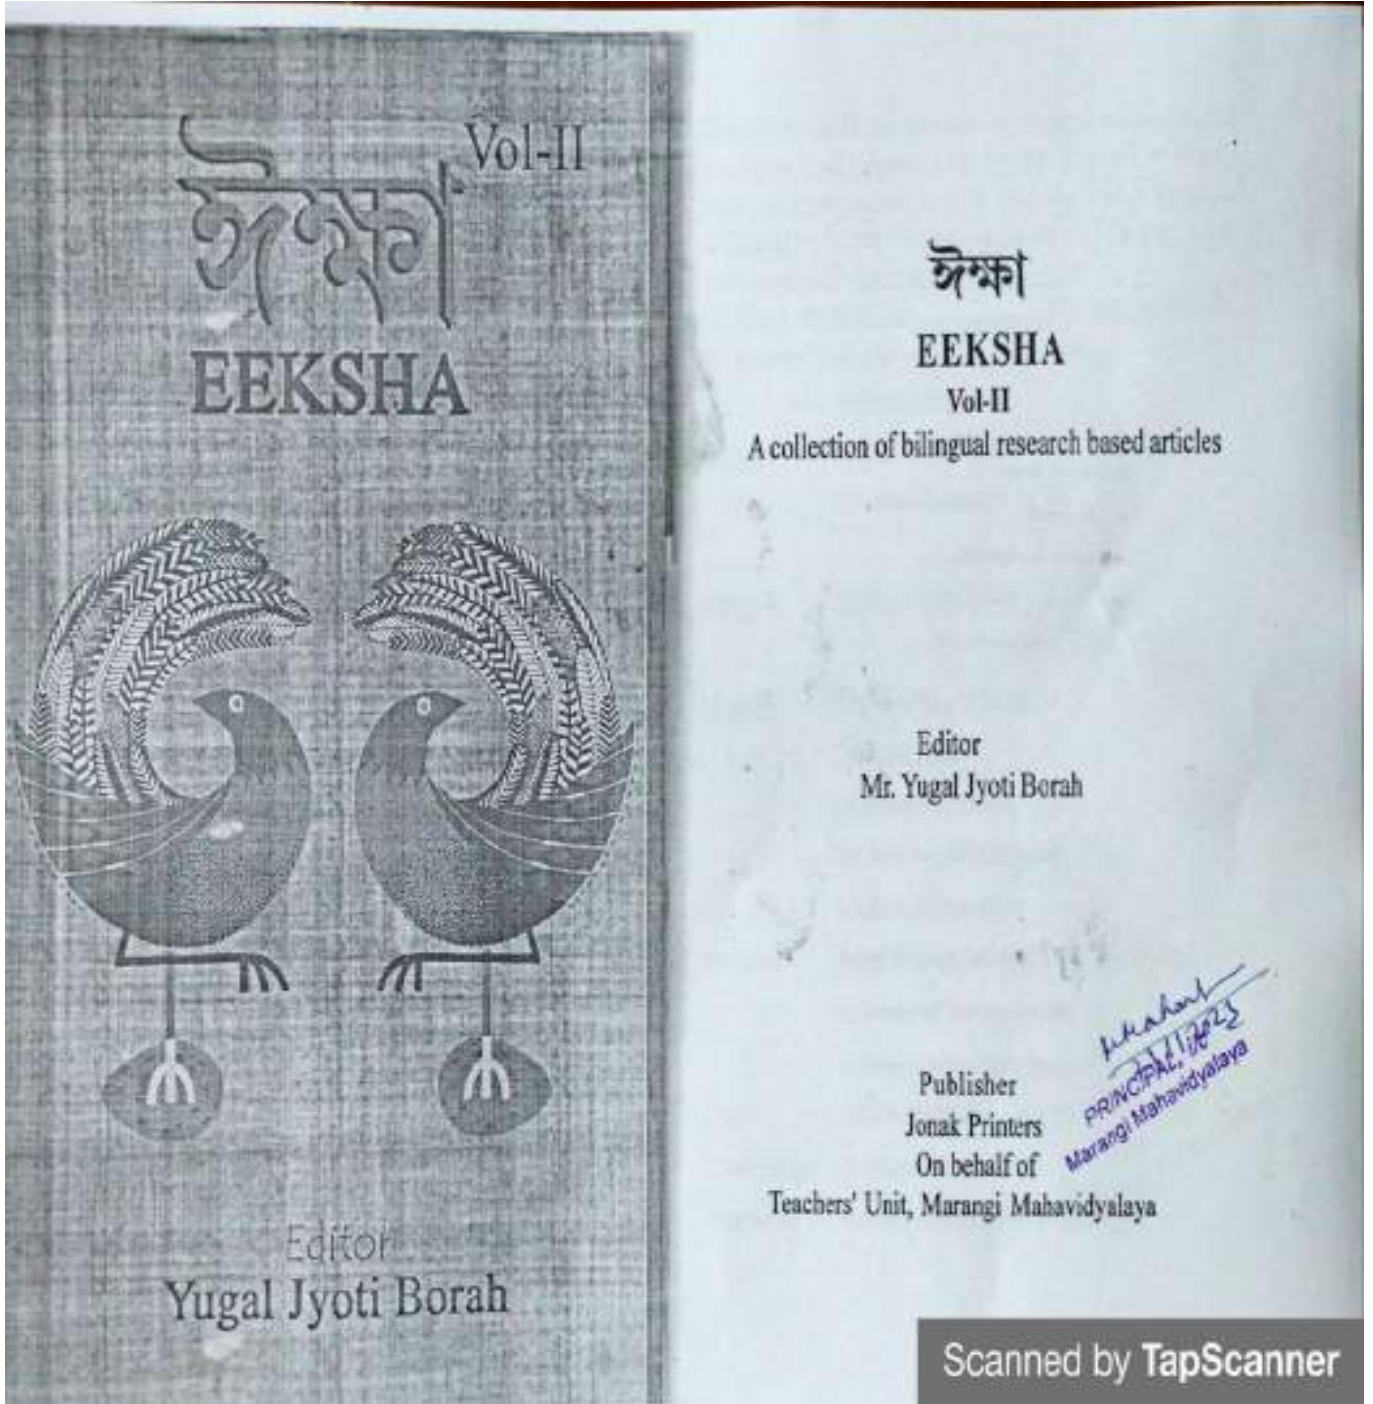 Vol-II
ঈক্ষা
EEKSHA
Editor
Yugal Jyoti Borah
ঈক্ষা
EEKSHA
Vol-II
A collection of bilingual research based articles
Editor
Mr. Yugal Jyoti Borah
Publisher
Jonak Printers
On behalf of
Teachers' Unit, Marangi Mahavidyalaya
PRINCIPAL,
Marangi Mahavidyalaya
Scanned by TapScanner